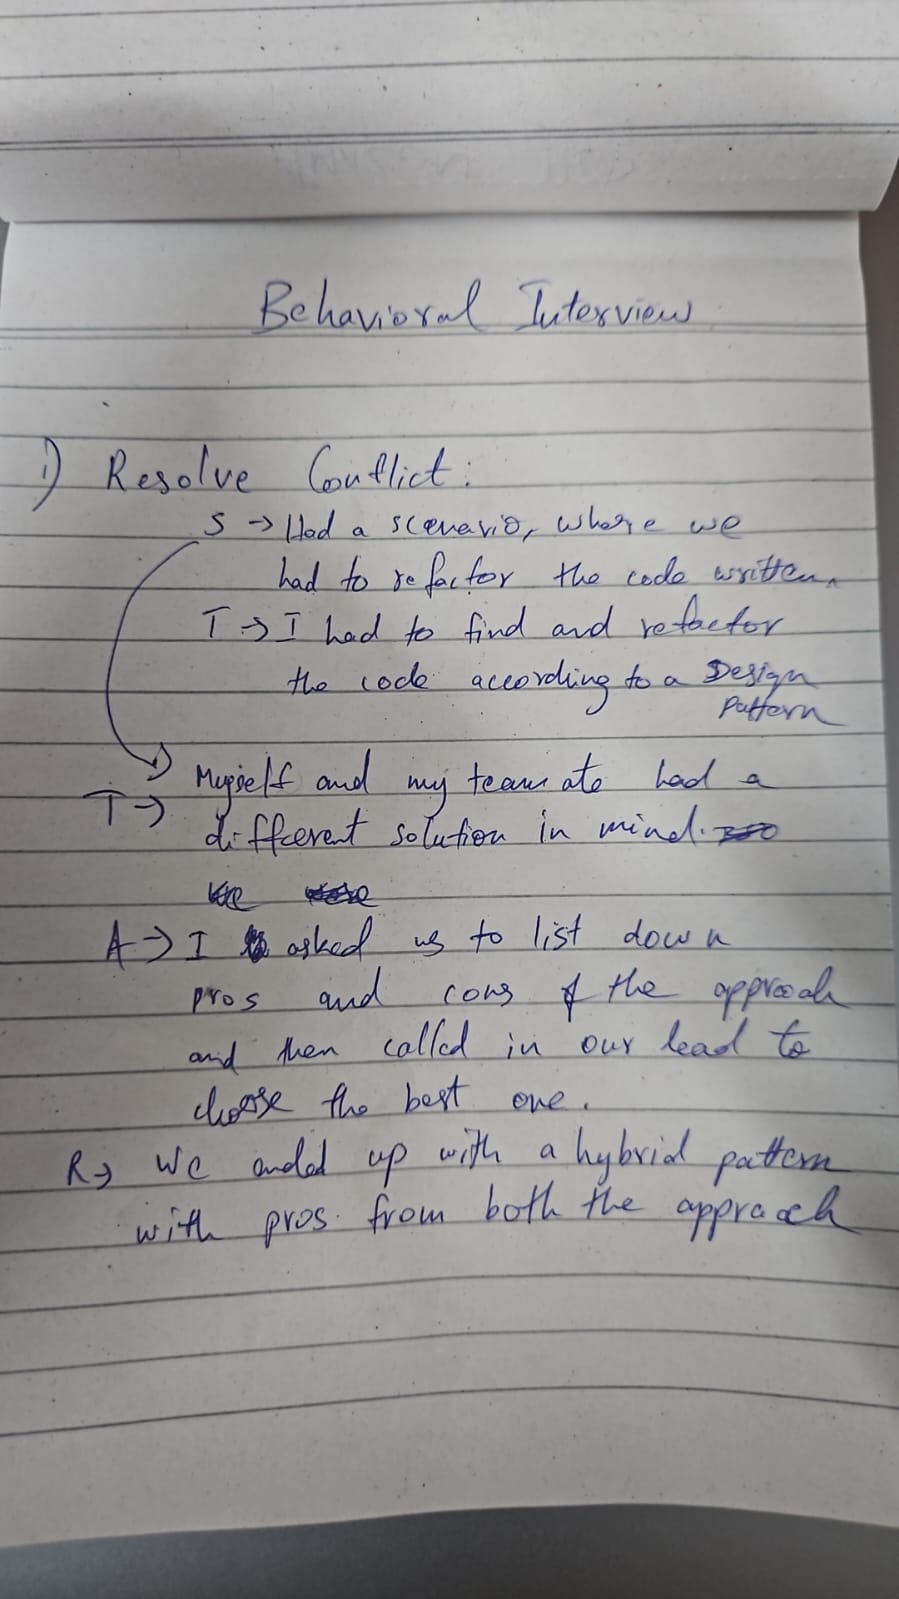 Behavioral Interview
1) Resolve Conflict:
S → Had a scenario, where we
had to refactor the code written.
T → I had to find and refactor
the code according to a Design
Pattern
Myself and my teamate had a
T →
different solution in mind.
We
A → I asked us to list down
pros and cons of the approach
and then called in our lead to
choose the best one.
R → We ended up with a hybrid pattern
with pros from both the appraoch